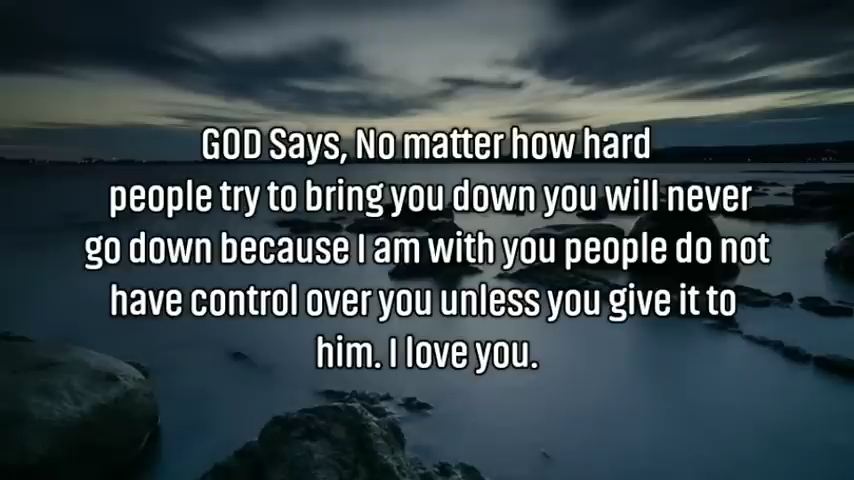 GOD Says, No matter how hard
people try to bring you down you will never
go down because I am with you people do not
have control over you unless you give it to
him. I love you.